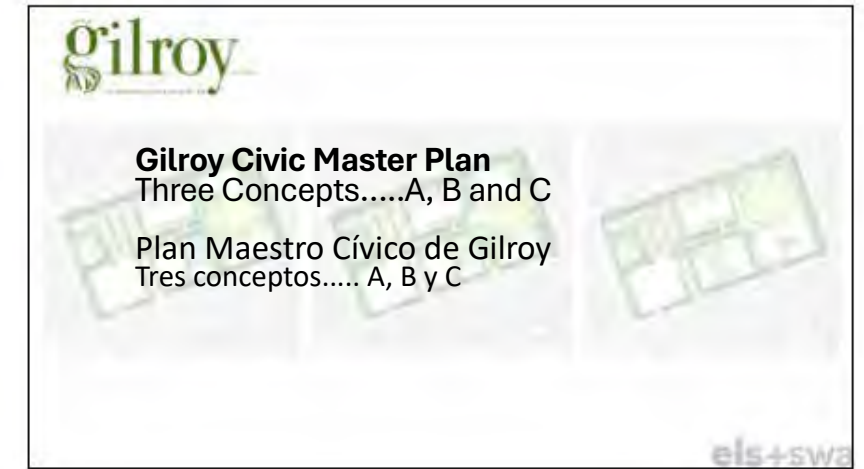 gilroy
Gilroy Civic Master Plan
Three Concepts.....A, B and C
Plan Maestro Cívico de Gilroy
Tres conceptos..... A, B y C
els+swa